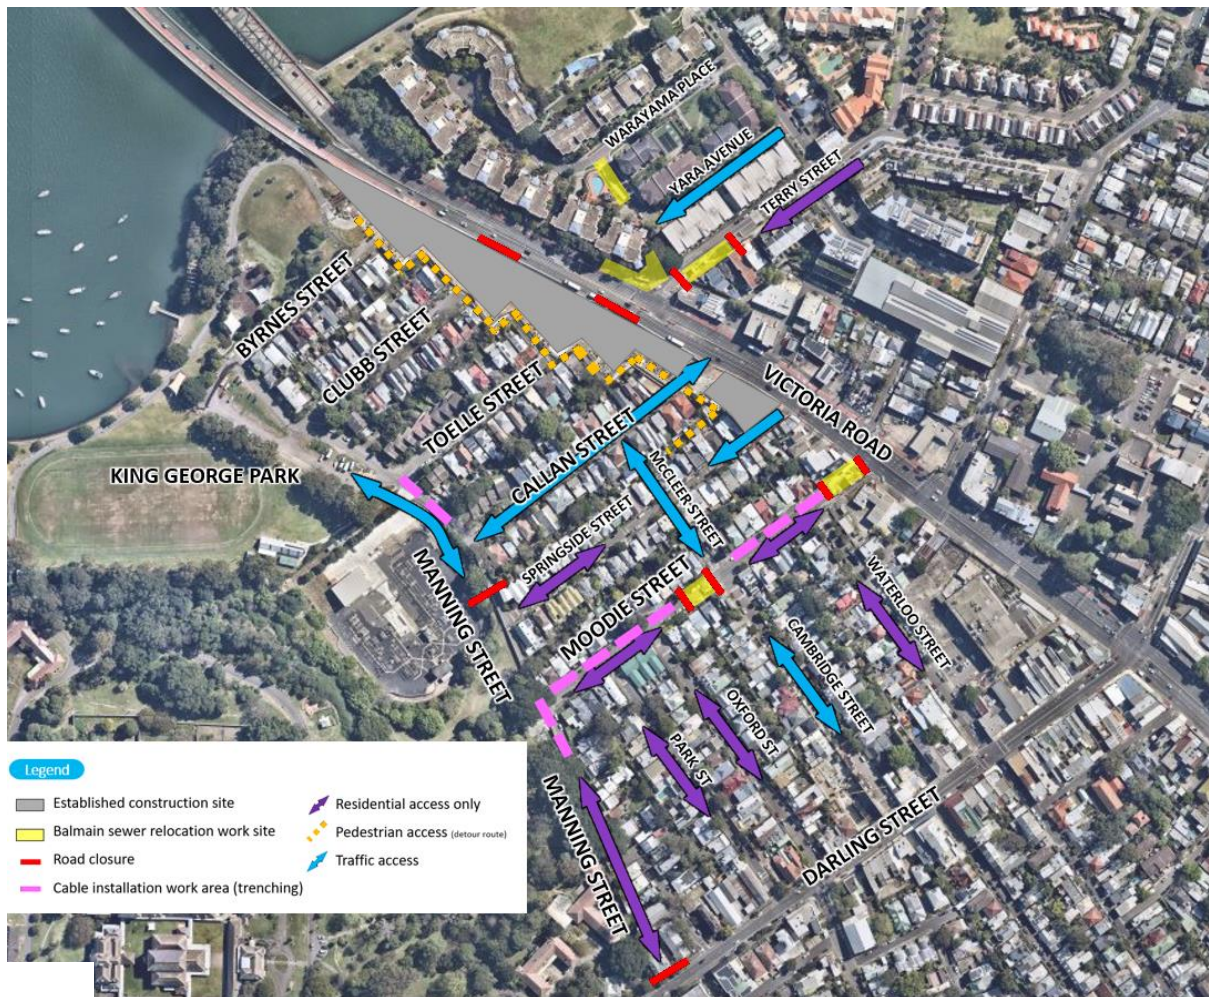 WARAYAMA PLACE
YARA AVENUE
TERRY STREET
BYRNES STREET
CLUBB STREET
TOELLE STREET
CALLAN STREET
VICTORIA ROAD
KING GEORGE PARK
McCLEER STREET
SPRINGSIDE STREET
MANNING STREET
MOODIE STREET
WATERLOO STREET
CAMBRIDGE STREET
OXFORD ST
PARK ST
MANNING STREET
DARLING STREET
Legend
Established construction site
Balmain sewer relocation work site
Road closure
Cable installation work area (trenching)
Residential access only
Pedestrian access (detour route)
Traffic access